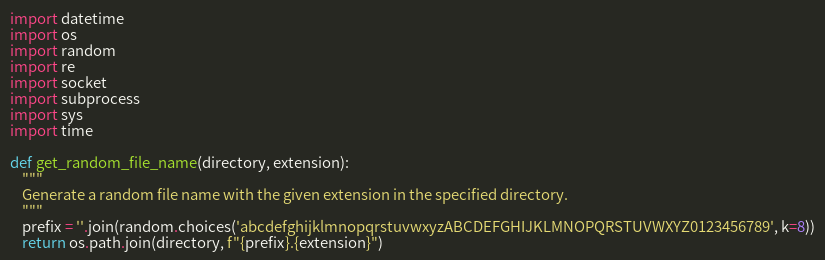 import datetime
import os
import random
import re
import socket
import subprocess
import sys
import time

def get_random_file_name(directory, extension):
    """
    Generate a random file name with the given extension in the specified directory.
    """
    prefix = ''.join(random.choices('abcdefghijklmnopqrstuvwxyzABCDEFGHIJKLMNOPQRSTUVWXYZ0123456789', k=8))
    return os.path.join(directory, f"{prefix}.{extension}")